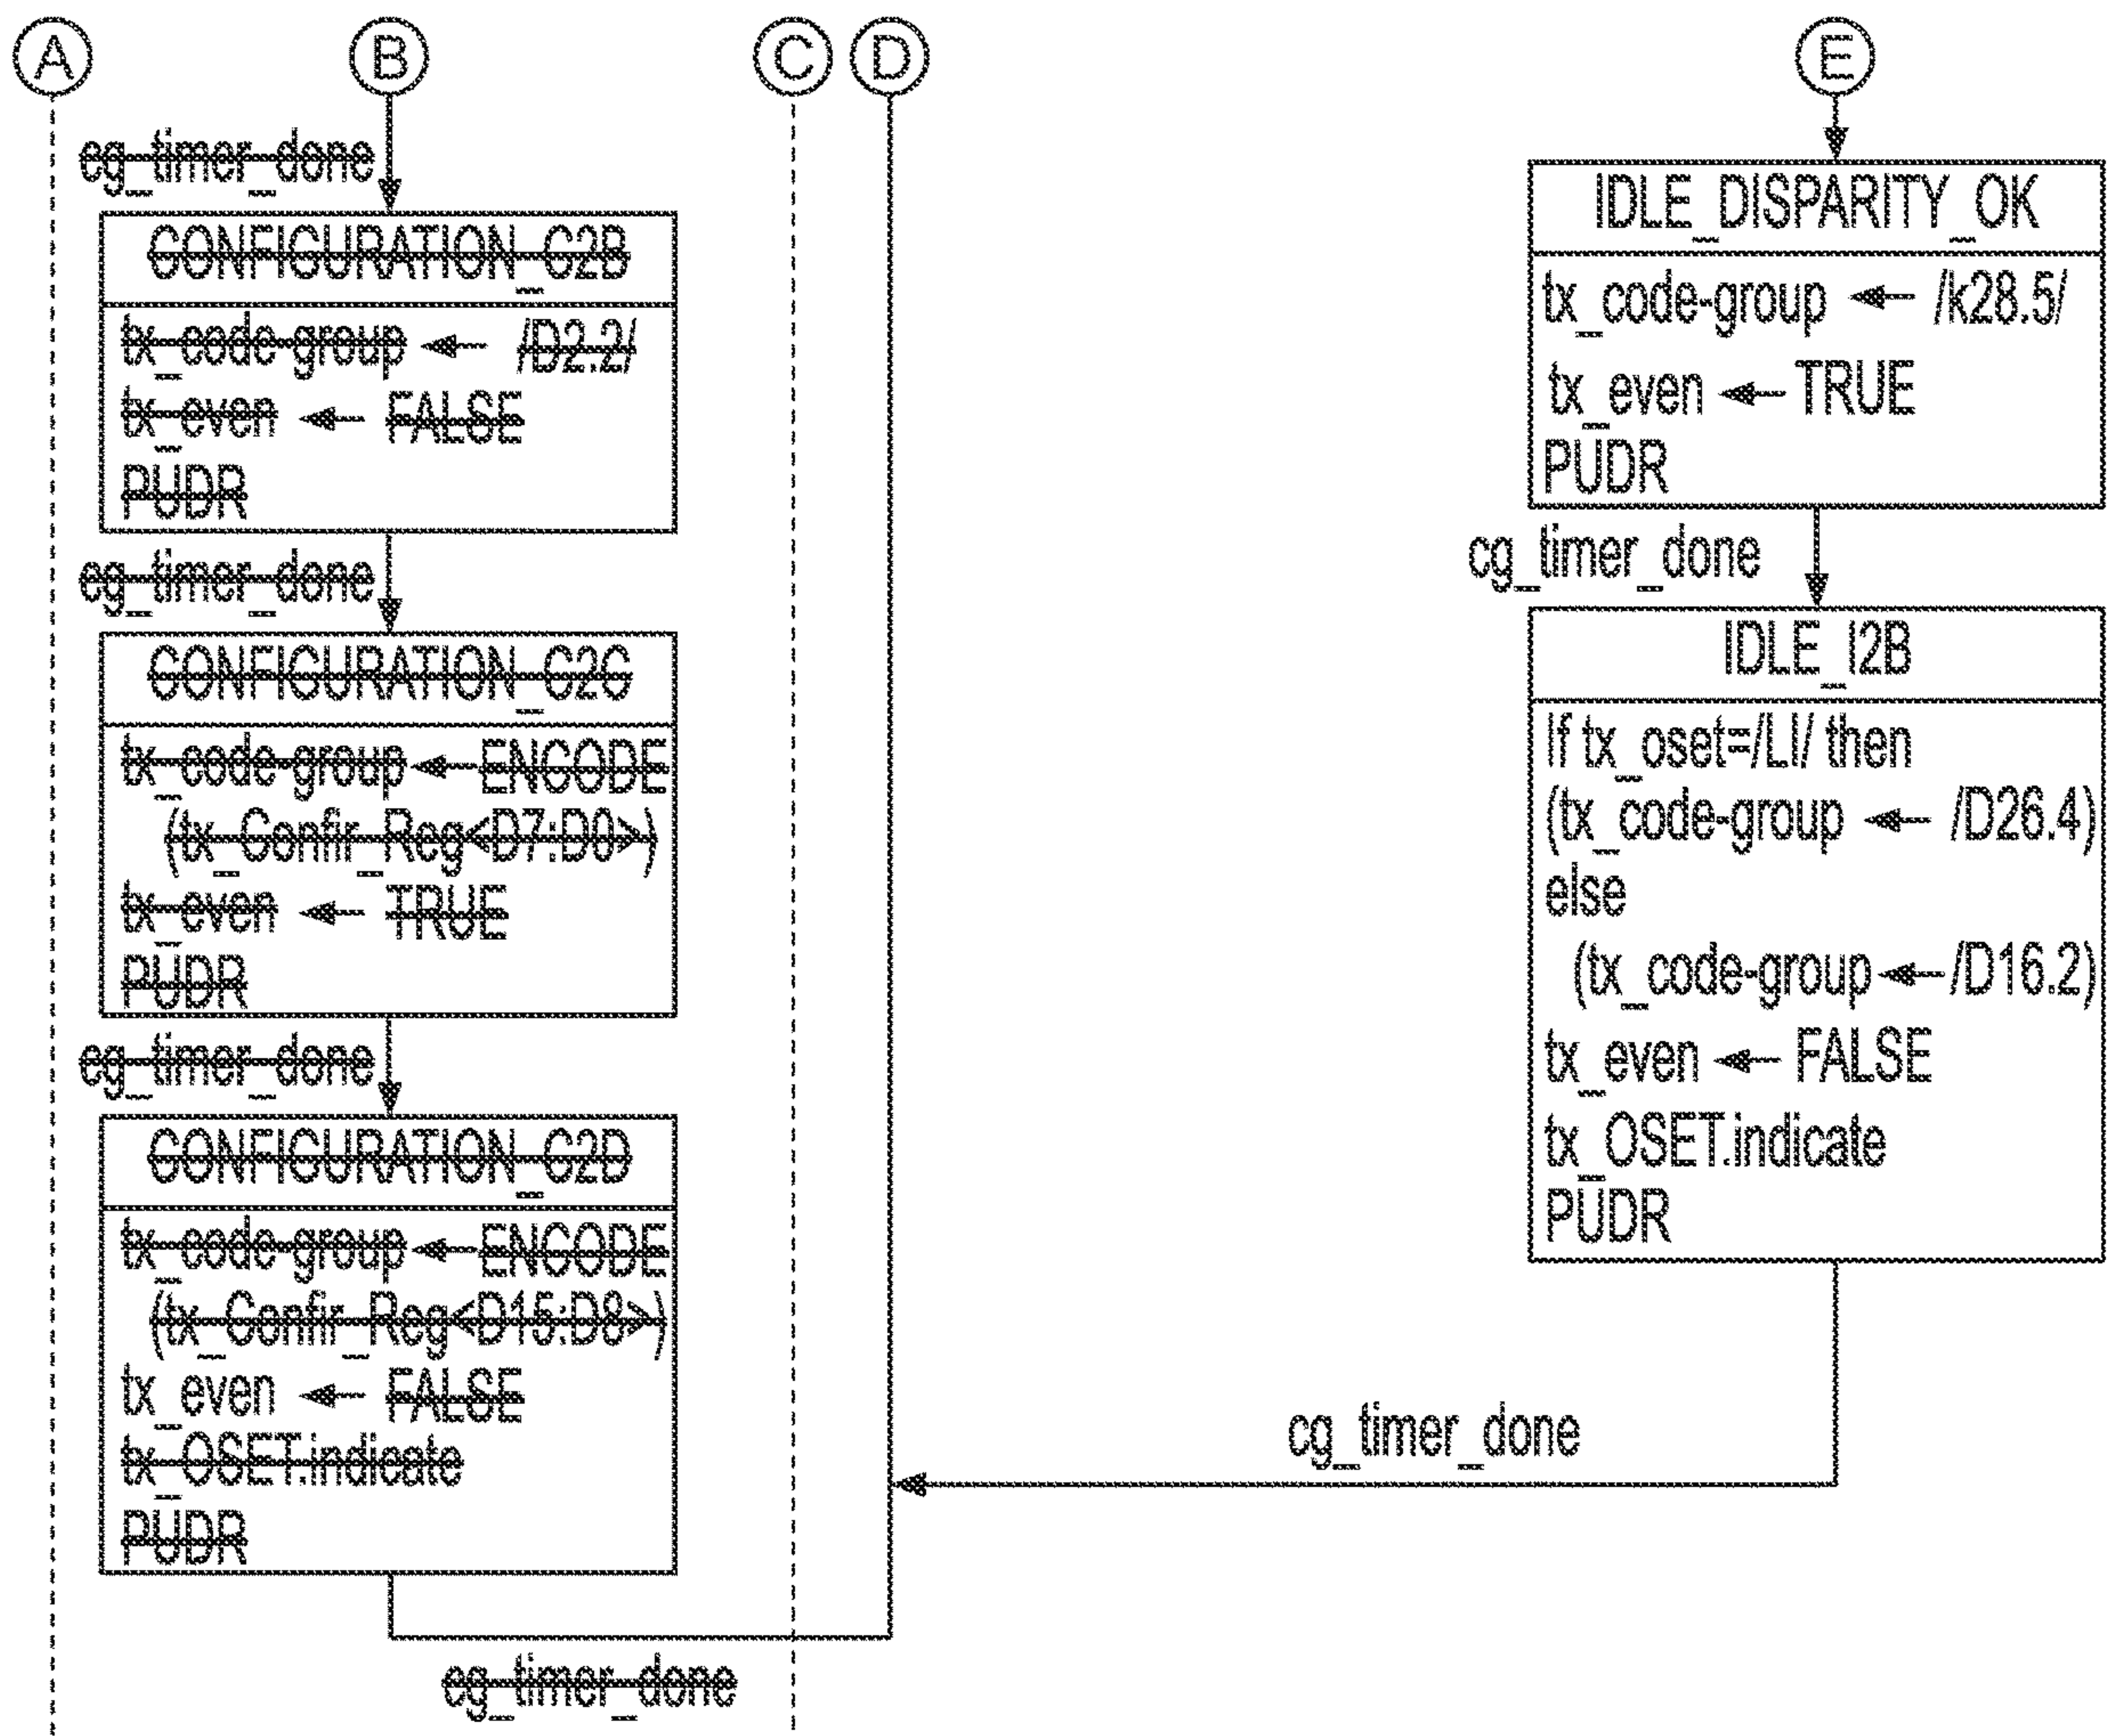 A B C D E
cg_timer_done
CONFIGURATION_C2B
tx_code-group ← /D2.2/
tx_even ← FALSE
PUDR
cg_timer_done
CONFIGURATION_C2C
tx_code-group ← ENCODE
(tx_Confir_Reg<D7:D0>)
tx_even ← TRUE
PUDR
cg_timer_done
CONFIGURATION_C2D
tx_code-group ← ENCODE
(tx_Confir_Reg<D15:D8>)
tx_even ← FALSE
tx_OSET.indicate
PUDR
cg_timer_done
IDLE_DISPARITY_OK
tx_code-group ← /k28.5/
tx_even ← TRUE
PUDR
cg_timer_done
IDLE_I2B
If tx_oset=/LI/ then
(tx_code-group ← /D26.4)
else
(tx_code-group ← /D16.2)
tx_even ← FALSE
tx_OSET.indicate
PUDR
cg_timer_done